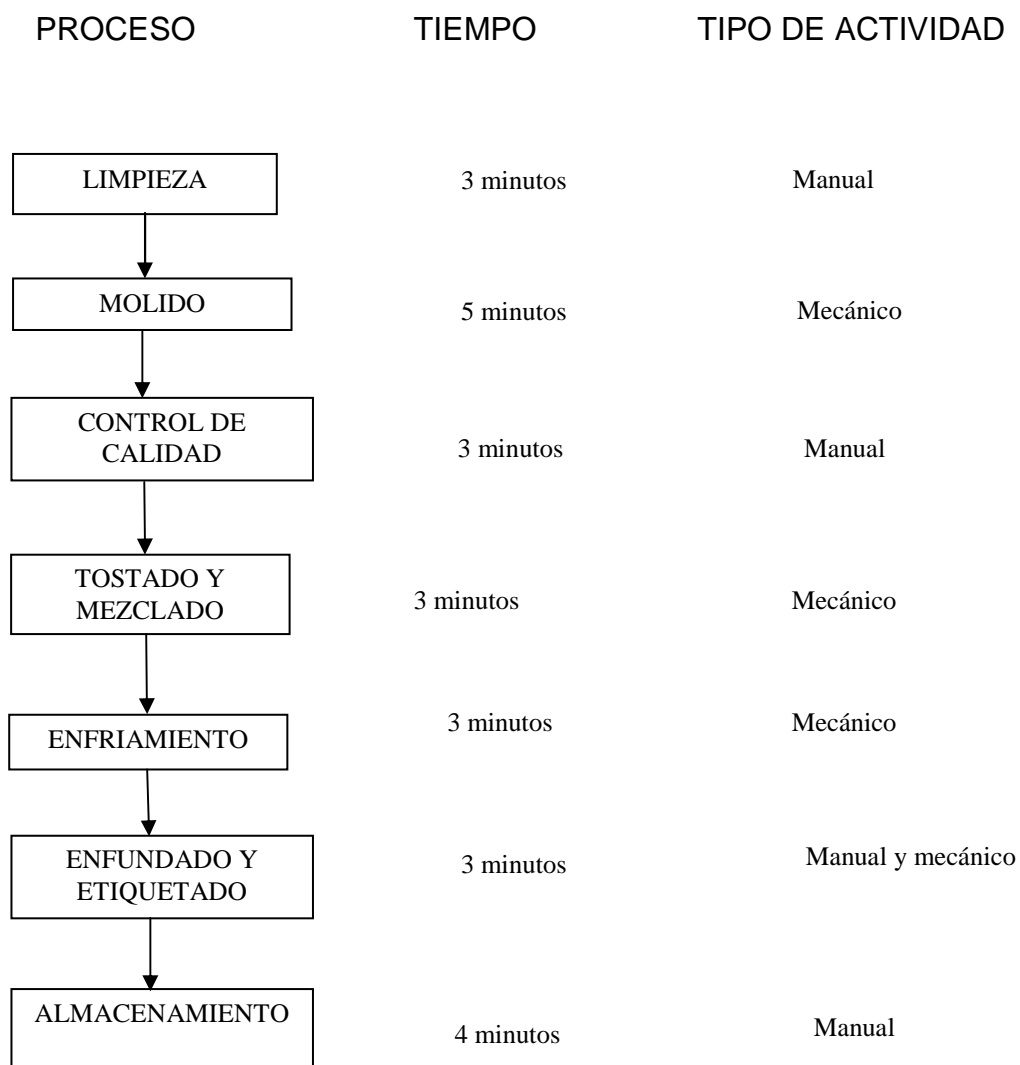 PROCESO TIEMPO TIPO DE ACTIVIDAD
LIMPIEZA 3 minutos Manual
MOLIDO 5 minutos Mecánico
CONTROL DE
CALIDAD 3 minutos Manual
TOSTADO Y
MEZCLADO 3 minutos Mecánico
ENFRIAMIENTO 3 minutos Mecánico
ENFUNDADO Y
ETIQUETADO 3 minutos Manual y mecánico
ALMACENAMIENTO 4 minutos Manual